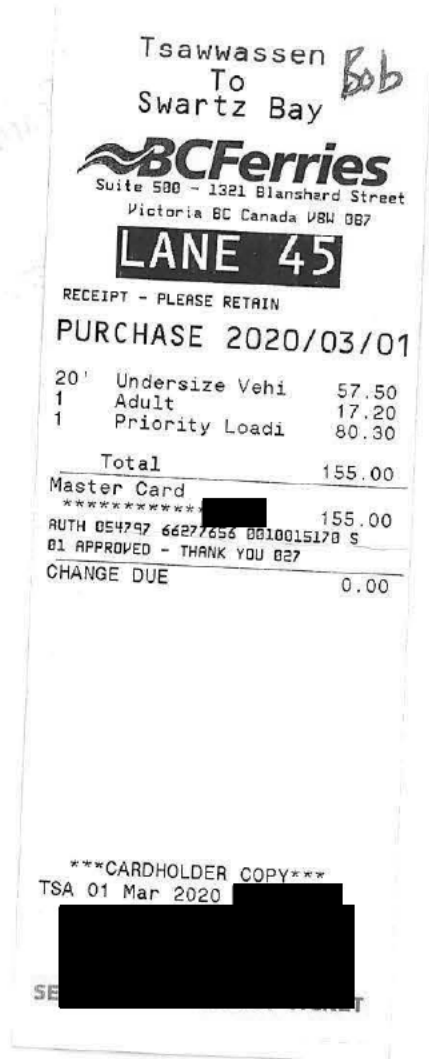 Tsawwassen
Bob
To
Swartz Bay
BCFerries
Suite 500 - 1321 Blanshard Street
Victoria BC Canada V8W 0B7
LANE 45
RECEIPT - PLEASE RETAIN
PURCHASE 2020/03/01
20' Undersize Vehi 57.50
1 Adult 17.20
1 Priority Loadi 80.30
Total 155.00
Master Card
************ 155.00
AUTH 054797 66277656 0010015170 S
01 APPROVED - THANK YOU 027
CHANGE DUE 0.00
***CARDHOLDER COPY***
TSA 01 Mar 2020